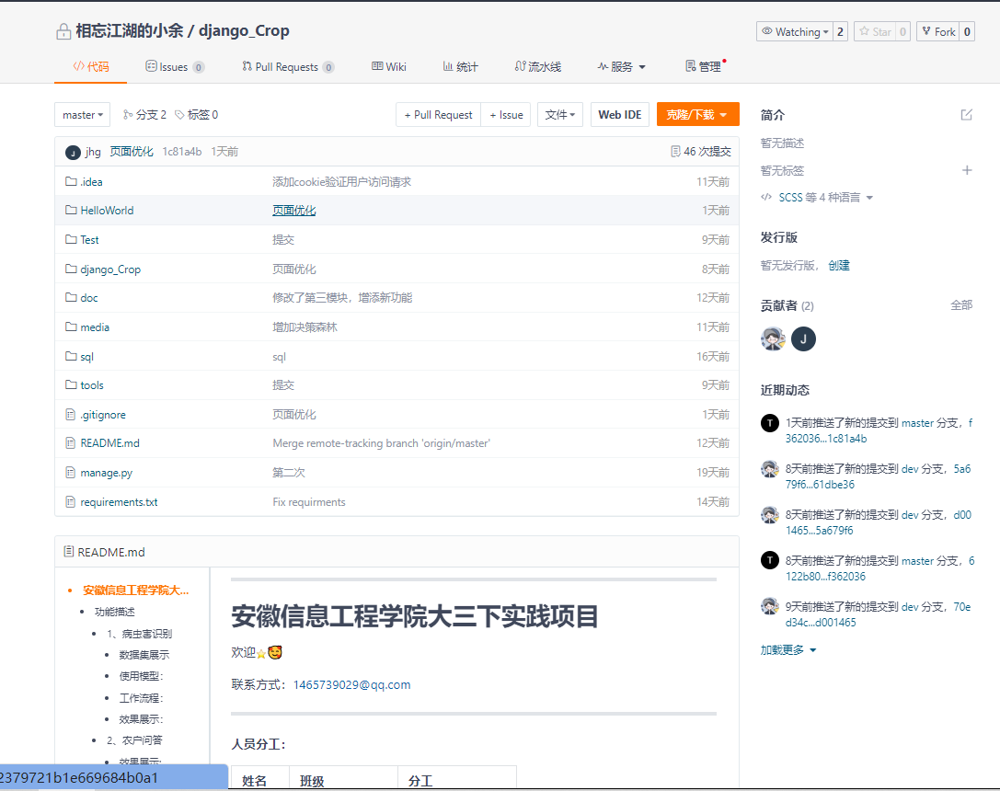 相忘江湖的小余 / django_Crop
Watching 2 Star 0 Fork 0
代码 Issues 0 Pull Requests 0 Wiki 统计 流水线 服务 管理
master 分支 2 标签 0 + Pull Request + Issue 文件 Web IDE 克隆/下载
J jhg 页面优化 1c81a4b 1天前 46 次提交
.idea 添加cookie验证用户访问请求 11天前
HelloWorld 页面优化 1天前
Test 提交 9天前
django_Crop 页面优化 8天前
doc 修改了第三模块，增添新功能 12天前
media 增加决策森林 11天前
sql sql 16天前
tools 提交 9天前
.gitignore 页面优化 1天前
README.md Merge remote-tracking branch 'origin/master' 12天前
manage.py 第二次 19天前
requirements.txt Fix requirments 14天前
README.md
安徽信息工程学院大...
功能描述
1、病虫害识别
数据集展示
使用模型：
工作流程：
效果展示：
2、农户问答
效果展示：
2379721b1e669684b0a1
安徽信息工程学院大三下实践项目
欢迎⭐🥰
联系方式：1465739029@qq.com
人员分工：
姓名 班级 分工
简介
暂无描述
暂无标签
SCSS 等 4 种语言
发行版
暂无发行版， 创建
贡献者 (2) 全部
J
近期动态
T 1天前推送了新的提交到 master 分支，f
362036...1c81a4b
8天前推送了新的提交到 dev 分支，5a6
79f6...61dbe36
8天前推送了新的提交到 dev 分支，d00
1465...5a679f6
T 8天前推送了新的提交到 master 分支，6
122b80...f362036
9天前推送了新的提交到 dev 分支，70e
d34c...d001465
加载更多